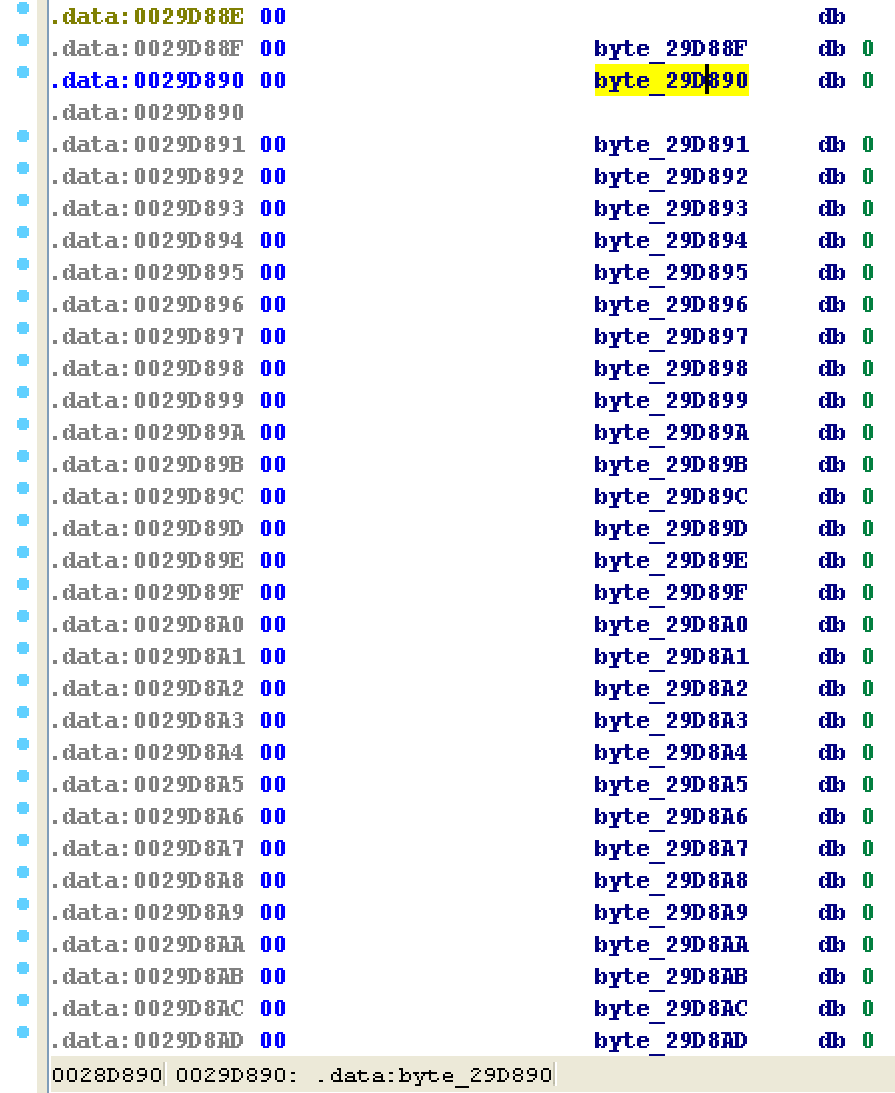 .data:0029D88E 00 db
.data:0029D88F 00 byte_29D88F db 0
.data:0029D890 00 byte_29D890 db 0
.data:0029D890
.data:0029D891 00 byte_29D891 db 0
.data:0029D892 00 byte_29D892 db 0
.data:0029D893 00 byte_29D893 db 0
.data:0029D894 00 byte_29D894 db 0
.data:0029D895 00 byte_29D895 db 0
.data:0029D896 00 byte_29D896 db 0
.data:0029D897 00 byte_29D897 db 0
.data:0029D898 00 byte_29D898 db 0
.data:0029D899 00 byte_29D899 db 0
.data:0029D89A 00 byte_29D89A db 0
.data:0029D89B 00 byte_29D89B db 0
.data:0029D89C 00 byte_29D89C db 0
.data:0029D89D 00 byte_29D89D db 0
.data:0029D89E 00 byte_29D89E db 0
.data:0029D89F 00 byte_29D89F db 0
.data:0029D8A0 00 byte_29D8A0 db 0
.data:0029D8A1 00 byte_29D8A1 db 0
.data:0029D8A2 00 byte_29D8A2 db 0
.data:0029D8A3 00 byte_29D8A3 db 0
.data:0029D8A4 00 byte_29D8A4 db 0
.data:0029D8A5 00 byte_29D8A5 db 0
.data:0029D8A6 00 byte_29D8A6 db 0
.data:0029D8A7 00 byte_29D8A7 db 0
.data:0029D8A8 00 byte_29D8A8 db 0
.data:0029D8A9 00 byte_29D8A9 db 0
.data:0029D8AA 00 byte_29D8AA db 0
.data:0029D8AB 00 byte_29D8AB db 0
.data:0029D8AC 00 byte_29D8AC db 0
.data:0029D8AD 00 byte_29D8AD db 0
0028D890 0029D890: .data:byte_29D890